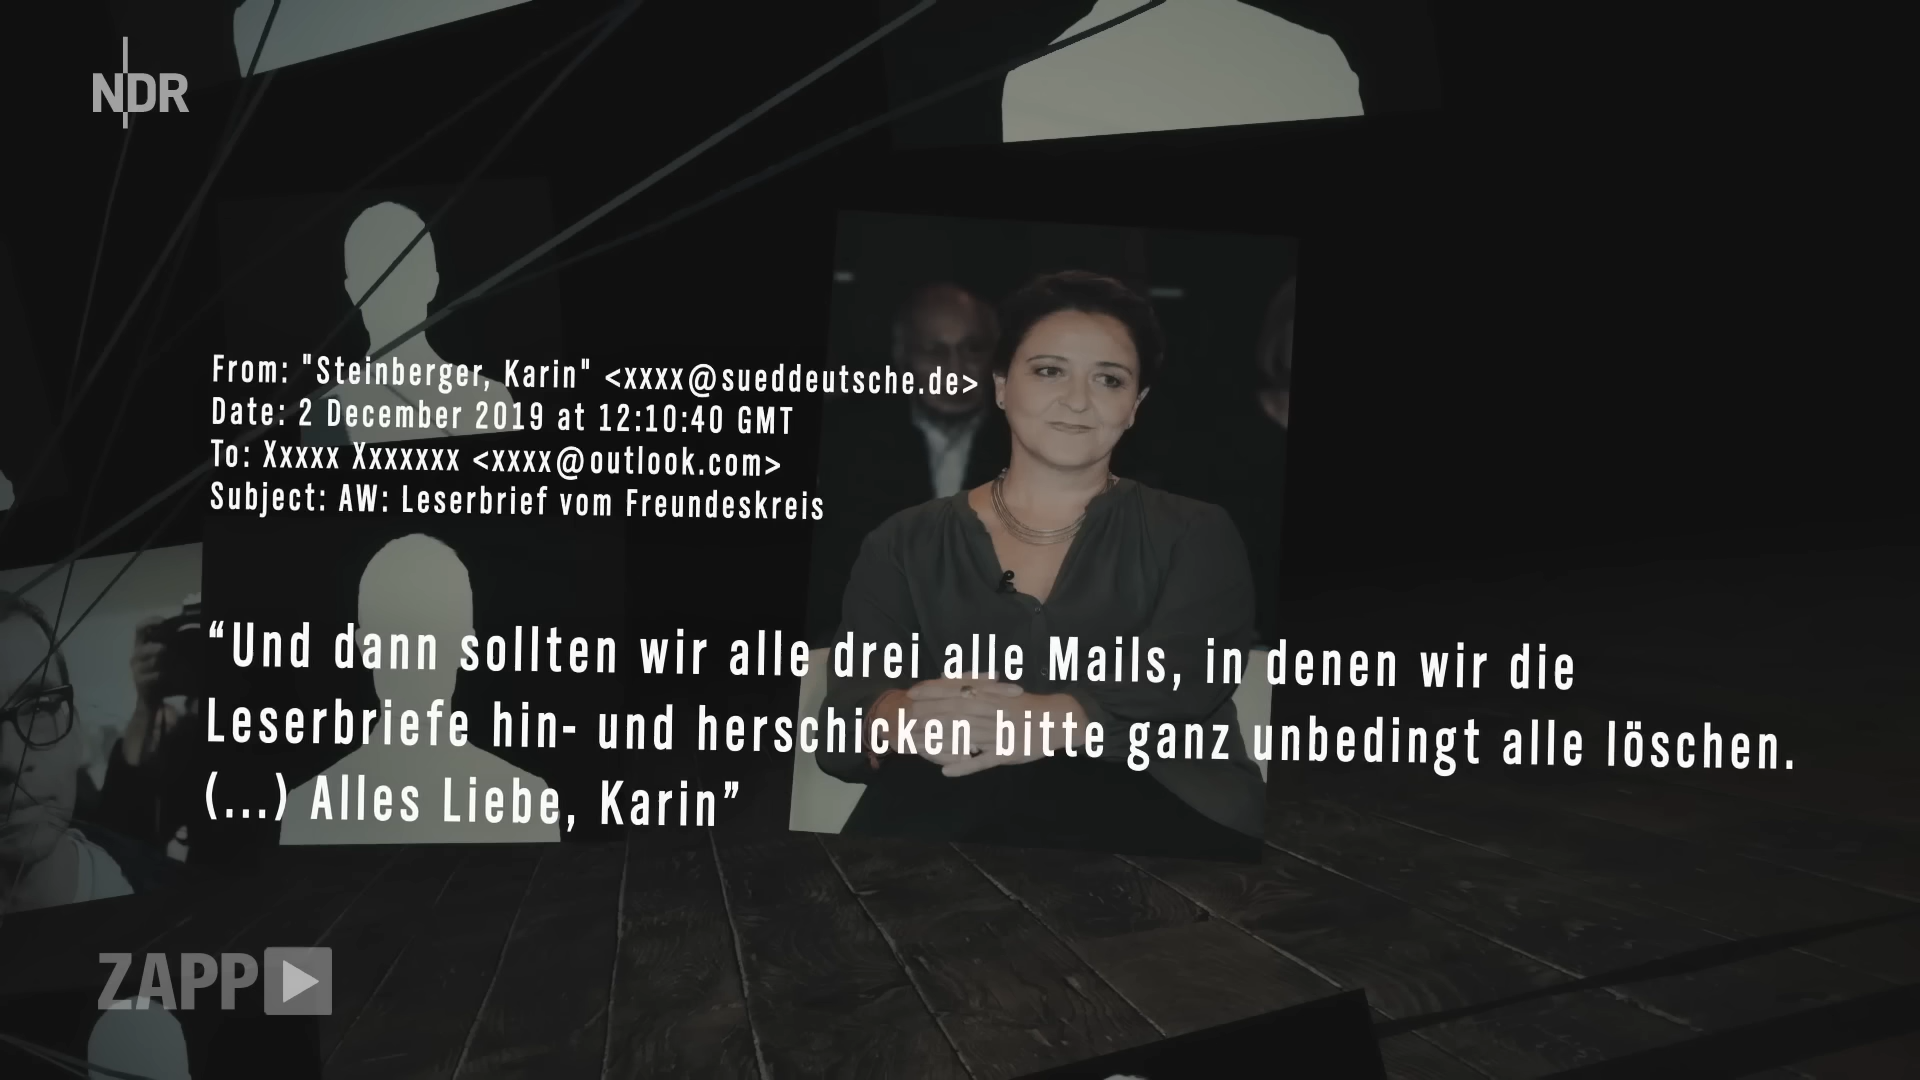 NDR
From: "Steinberger, Karin" <xxxx@sueddeutsche.de>
Date: 2 December 2019 at 12:10:40 GMT
To: Xxxxx Xxxxxxx <xxxx@outlook.com>
Subject: AW: Leserbrief vom Freundeskreis
“Und dann sollten wir alle drei alle Mails, in denen wir die
Leserbriefe hin- und herschicken bitte ganz unbedingt alle löschen.
(...) Alles Liebe, Karin”
ZAPP